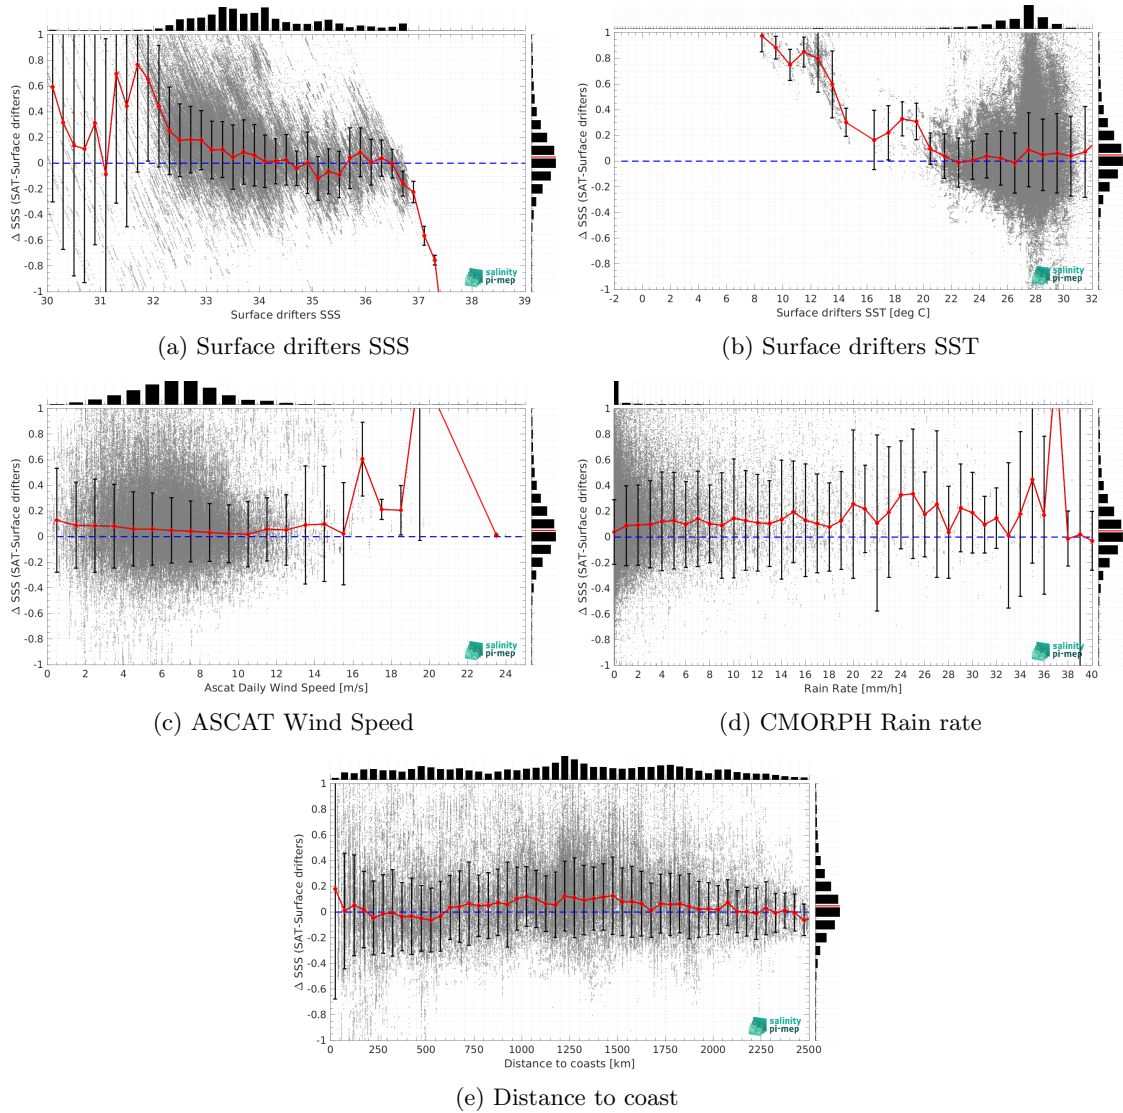 Δ SSS (SAT-Surface drifters)
1
0.8
0.6
0.4
0.2
0
-0.2
-0.4
-0.6
-0.8
-1
30 31 32 33 34 35 36 37 38 39
Surface drifters SSS
salinity
pi-mep
(a) Surface drifters SSS
Δ SSS (SAT-Surface drifters)
1
0.8
0.6
0.4
0.2
0
-0.2
-0.4
-0.6
-0.8
-1
-2 0 2 4 6 8 10 12 14 16 18 20 22 24 26 28 30 32
Surface drifters SST [deg C]
salinity
pi-mep
(b) Surface drifters SST
Δ SSS (SAT-Surface drifters)
1
0.8
0.6
0.4
0.2
0
-0.2
-0.4
-0.6
-0.8
-1
0 2 4 6 8 10 12 14 16 18 20 22 24
Ascat Daily Wind Speed [m/s]
salinity
pi-mep
(c) ASCAT Wind Speed
Δ SSS (SAT-Surface drifters)
1
0.8
0.6
0.4
0.2
0
-0.2
-0.4
-0.6
-0.8
-1
0 2 4 6 8 10 12 14 16 18 20 22 24 26 28 30 32 34 36 38 40
Rain Rate [mm/h]
salinity
pi-mep
(d) CMORPH Rain rate
Δ SSS (SAT-Surface drifters)
1
0.8
0.6
0.4
0.2
0
-0.2
-0.4
-0.6
-0.8
-1
0 250 500 750 1000 1250 1500 1750 2000 2250 2500
Distance to coasts [km]
salinity
pi-mep
(e) Distance to coast